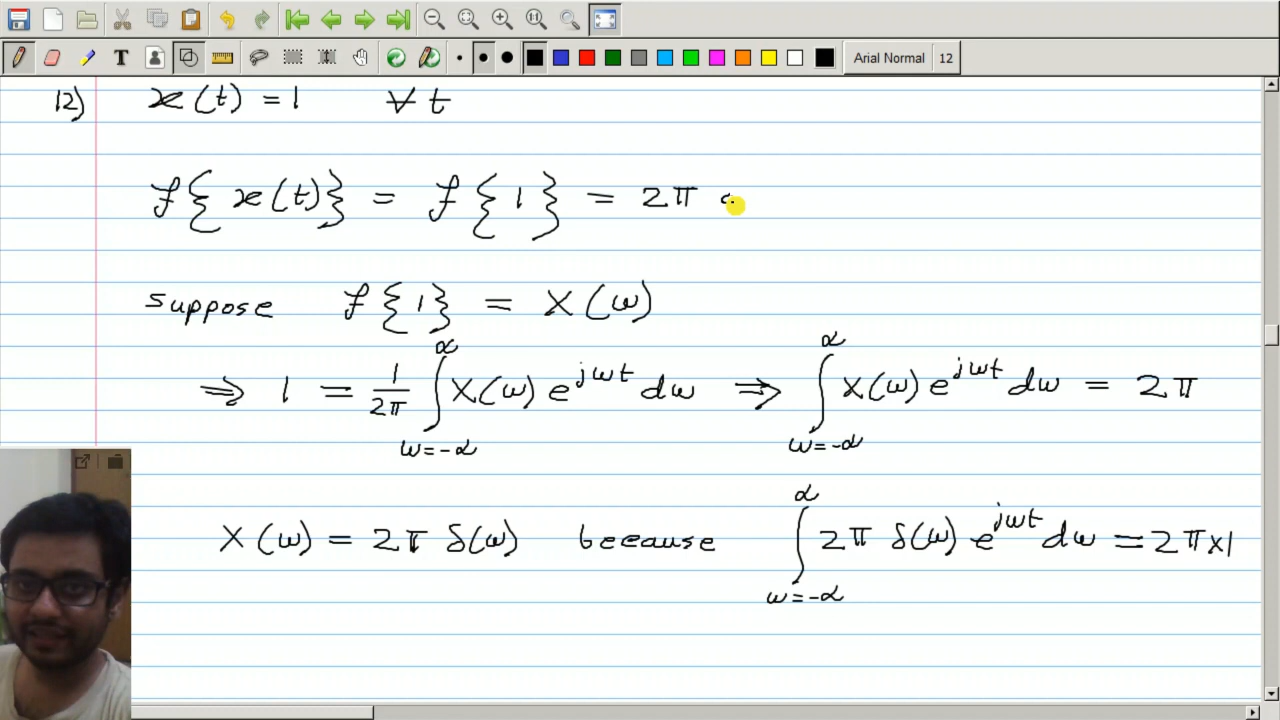 Arial Normal 12
12) x(t) = 1 ∀ t
ℱ{x(t)} = ℱ{1} = 2π
suppose ℱ{1} = X(ω)
⇒ 1 = 1/2π ∫_{ω=-∝}^{∝} X(ω) e^{jωt} dω ⇒ ∫_{ω=-∝}^{∝} X(ω) e^{jωt} dω = 2π
X(ω) = 2π δ(ω) because ∫_{ω=-∝}^{∝} 2π δ(ω) e^{jωt} dω = 2π×1